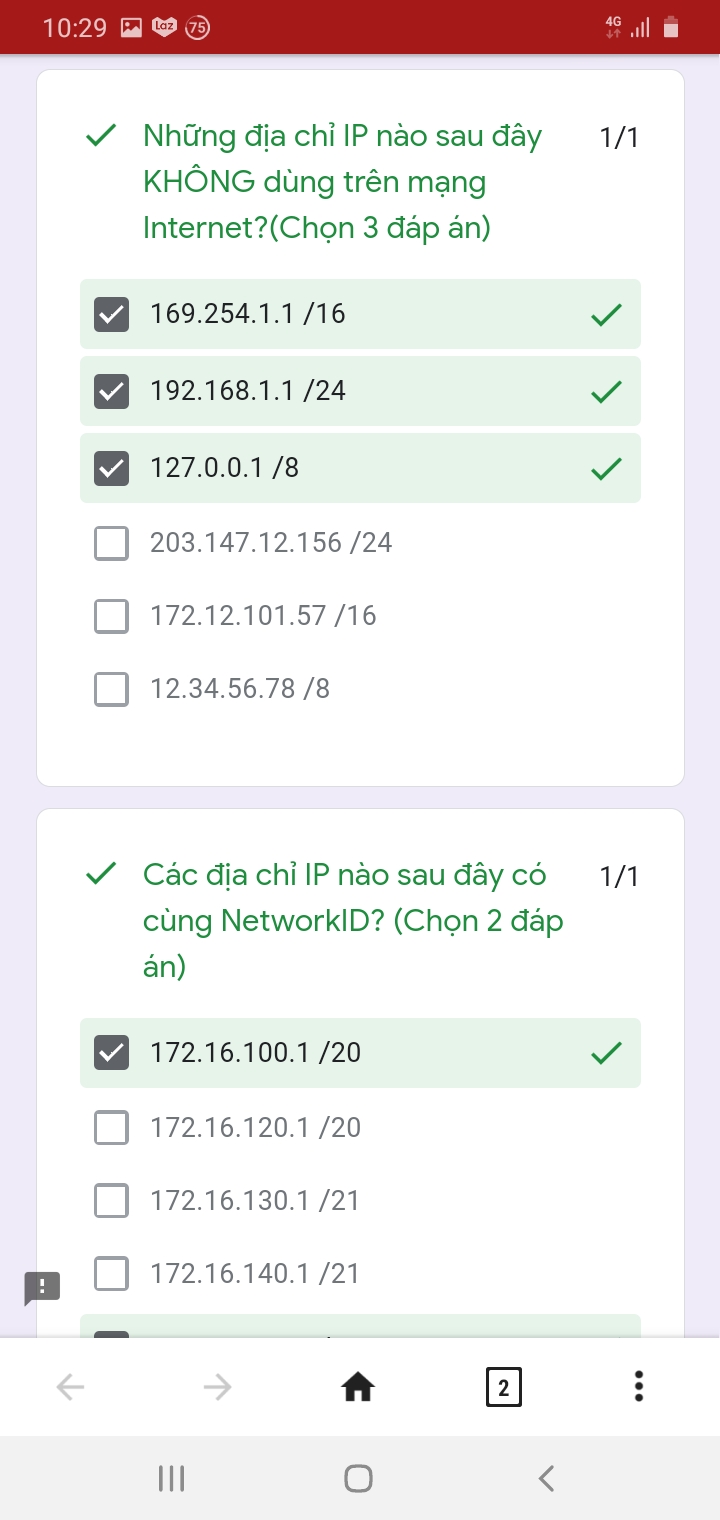 10:29 Laz 75 4G
Những địa chỉ IP nào sau đây 1/1
KHÔNG dùng trên mạng
Internet?(Chọn 3 đáp án)
169.254.1.1 /16
192.168.1.1 /24
127.0.0.1 /8
203.147.12.156 /24
172.12.101.57 /16
12.34.56.78 /8
Các địa chỉ IP nào sau đây có 1/1
cùng NetworkID? (Chọn 2 đáp
án)
172.16.100.1 /20
172.16.120.1 /20
172.16.130.1 /21
172.16.140.1 /21
2